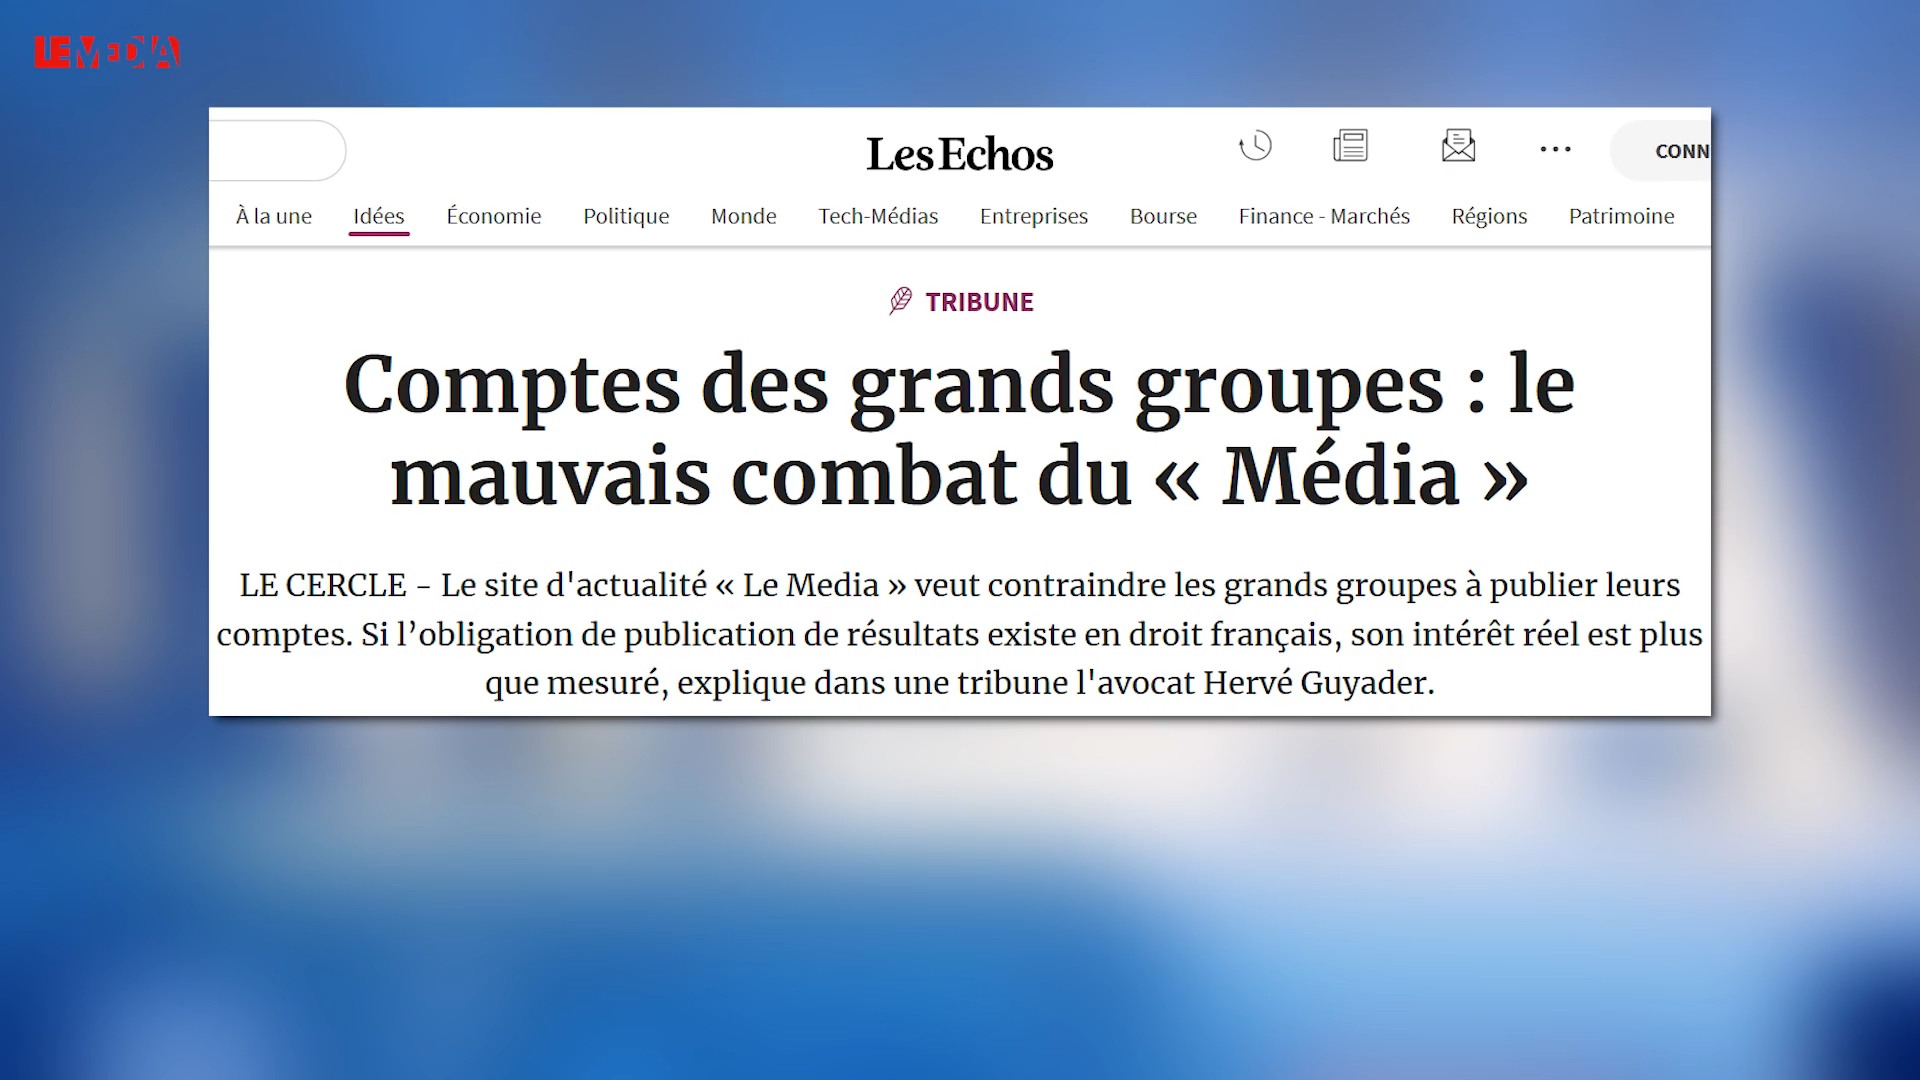 LE MEDIA
Les Echos
CONN
À la une Idées Économie Politique Monde Tech-Médias Entreprises Bourse Finance - Marchés Régions Patrimoine
TRIBUNE
Comptes des grands groupes : le
mauvais combat du « Média »
LE CERCLE - Le site d'actualité « Le Media » veut contraindre les grands groupes à publier leurs
comptes. Si l’obligation de publication de résultats existe en droit français, son intérêt réel est plus
que mesuré, explique dans une tribune l'avocat Hervé Guyader.